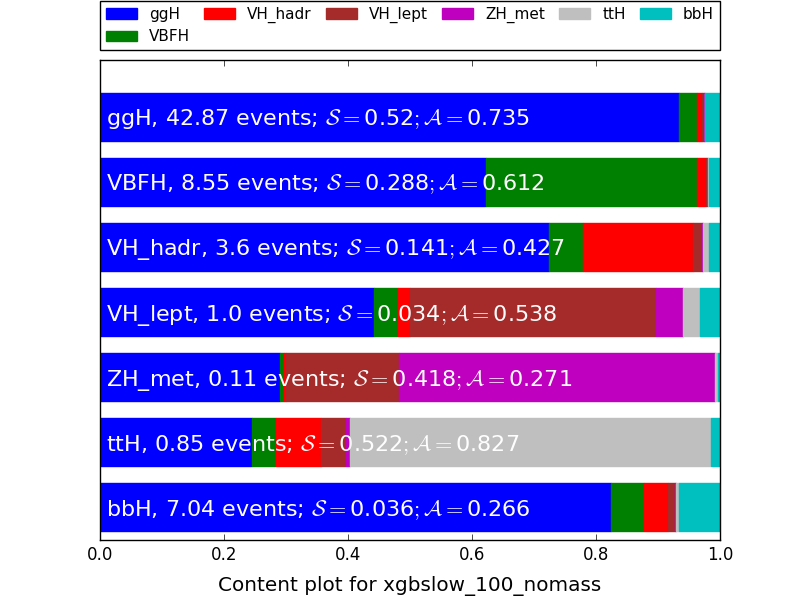 ggH VH_hadr VH_lept ZH_met ttH bbH
VBFH
ggH, 42.87 events; 𝒮 = 0.52; 𝒜 = 0.735
VBFH, 8.55 events; 𝒮 = 0.288; 𝒜 = 0.612
VH_hadr, 3.6 events; 𝒮 = 0.141; 𝒜 = 0.427
VH_lept, 1.0 events; 𝒮 = 0.034; 𝒜 = 0.538
ZH_met, 0.11 events; 𝒮 = 0.418; 𝒜 = 0.271
ttH, 0.85 events; 𝒮 = 0.522; 𝒜 = 0.827
bbH, 7.04 events; 𝒮 = 0.036; 𝒜 = 0.266
0.0 0.2 0.4 0.6 0.8 1.0
Content plot for xgbslow_100_nomass